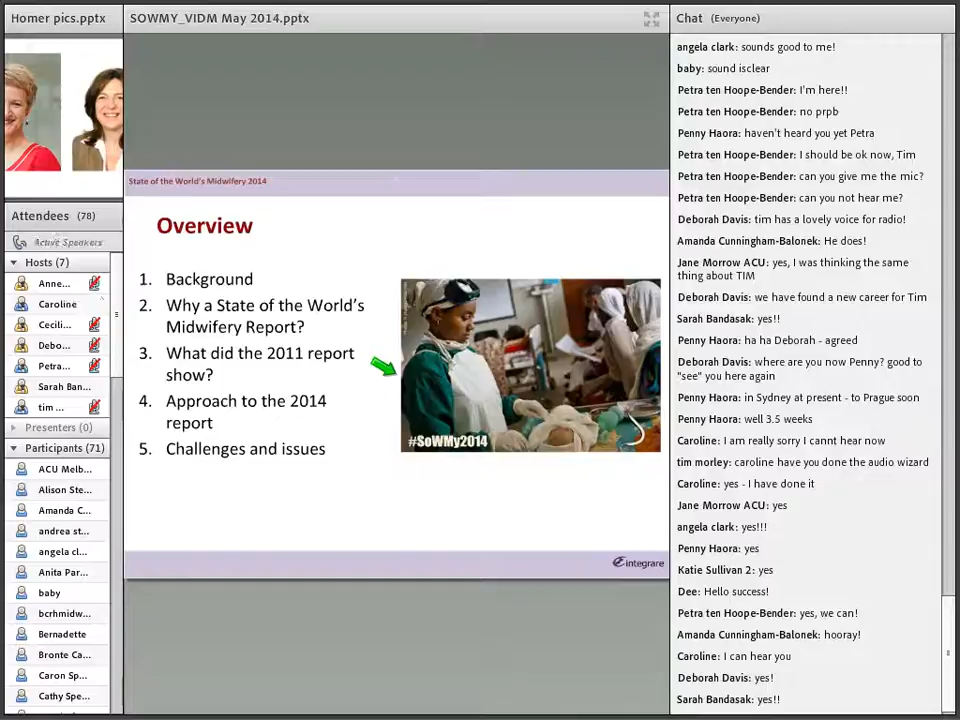 Homer pics.pptx
SOWMY_VIDM May 2014.pptx
Chat (Everyone)
Attendees (78)
Active Speakers
Hosts (7)
Anne...
Caroline
Cecili...
Debo...
Petra...
Sarah Ban...
tim ...
Presenters (0)
Participants (71)
ACU Melb...
Alison Ste...
Amanda C...
andrea st...
angela cl...
Anita Par...
baby
bcrhmidw...
Bernadette
Bronte Ca...
Caron Sp...
Cathy Spe...
State of the World's Midwifery 2014
Overview
1. Background
2. Why a State of the World's
Midwifery Report?
3. What did the 2011 report
show?
4. Approach to the 2014
report
5. Challenges and issues
#SoWMy2014
integrare
angela clark: sounds good to me!
baby: sound isclear
Petra ten Hoope-Bender: I'm here!!
Petra ten Hoope-Bender: no prpb
Penny Haora: haven't heard you yet Petra
Petra ten Hoope-Bender: I should be ok now, Tim
Petra ten Hoope-Bender: can you give me the mic?
Petra ten Hoope-Bender: can you not hear me?
Deborah Davis: tim has a lovely voice for radio!
Amanda Cunningham-Balonek: He does!
Jane Morrow ACU: yes, I was thinking the same
thing about TIM
Deborah Davis: we have found a new career for Tim
Sarah Bandasak: yes!!
Penny Haora: ha ha Deborah - agreed
Deborah Davis: where are you now Penny? good to
"see" you here again
Penny Haora: in Sydney at present - to Prague soon
Penny Haora: well 3.5 weeks
Caroline: I am really sorry I cannt hear now
tim morley: caroline have you done the audio wizard
Caroline: yes - I have done it
Jane Morrow ACU: yes
angela clark: yes!!!
Penny Haora: yes
Katie Sullivan 2: yes
Dee: Hello success!
Petra ten Hoope-Bender: yes, we can!
Amanda Cunningham-Balonek: hooray!
Caroline: I can hear you
Deborah Davis: yes!
Sarah Bandasak: yes!!